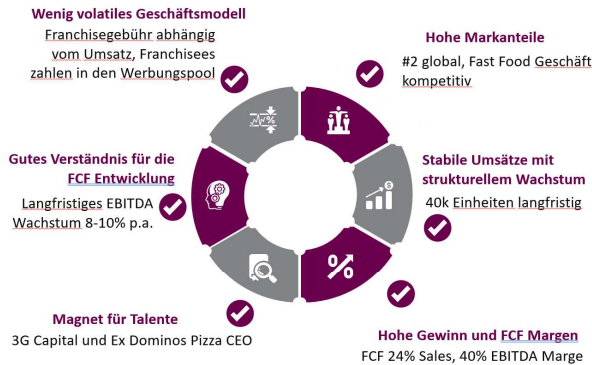 Wenig volatiles Geschäftsmodell
Franchisegebühr abhängig
vom Umsatz, Franchisees
zahlen in den Werbungspool
Hohe Markanteile
#2 global, Fast Food Geschäft
kompetitiv
%
Gutes Verständnis für die
FCF Entwicklung
Langfristiges EBITDA
Wachstum 8-10% p.a.
$
Stabile Umsätze mit
strukturellem Wachstum
40k Einheiten langfristig
%
Magnet für Talente
3G Capital und Ex Dominos Pizza CEO
Hohe Gewinn und FCF Margen
FCF 24% Sales, 40% EBITDA Marge